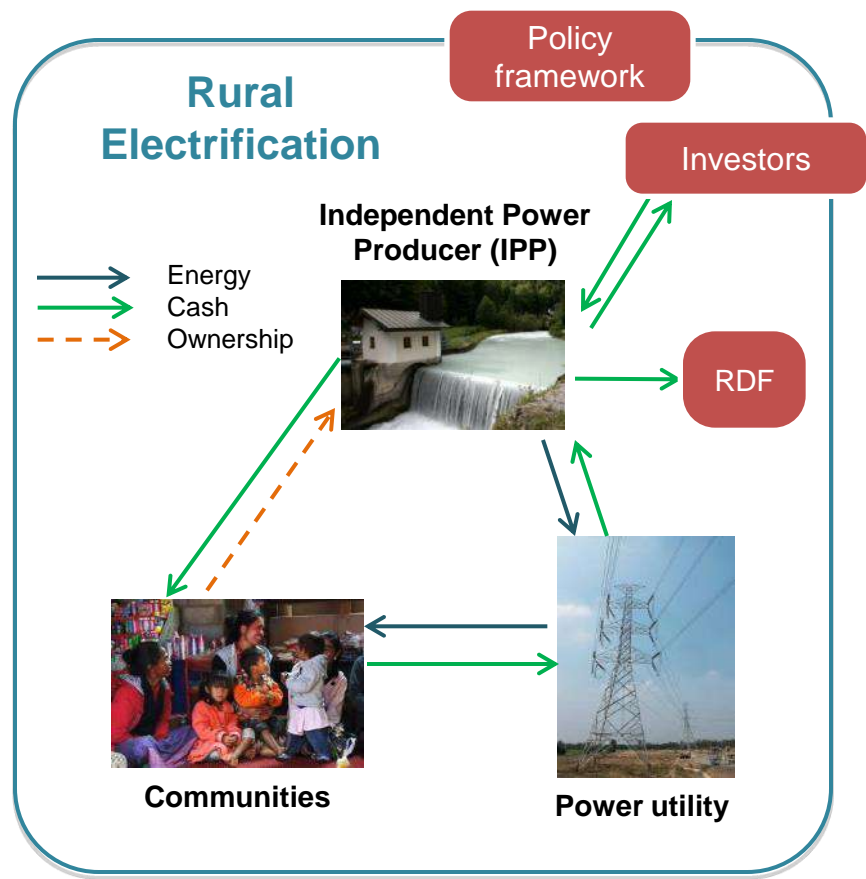 Policy
framework
Rural
Electrification
Investors
Independent Power
Producer (IPP)
Energy
Cash
Ownership
RDF
Communities
Power utility